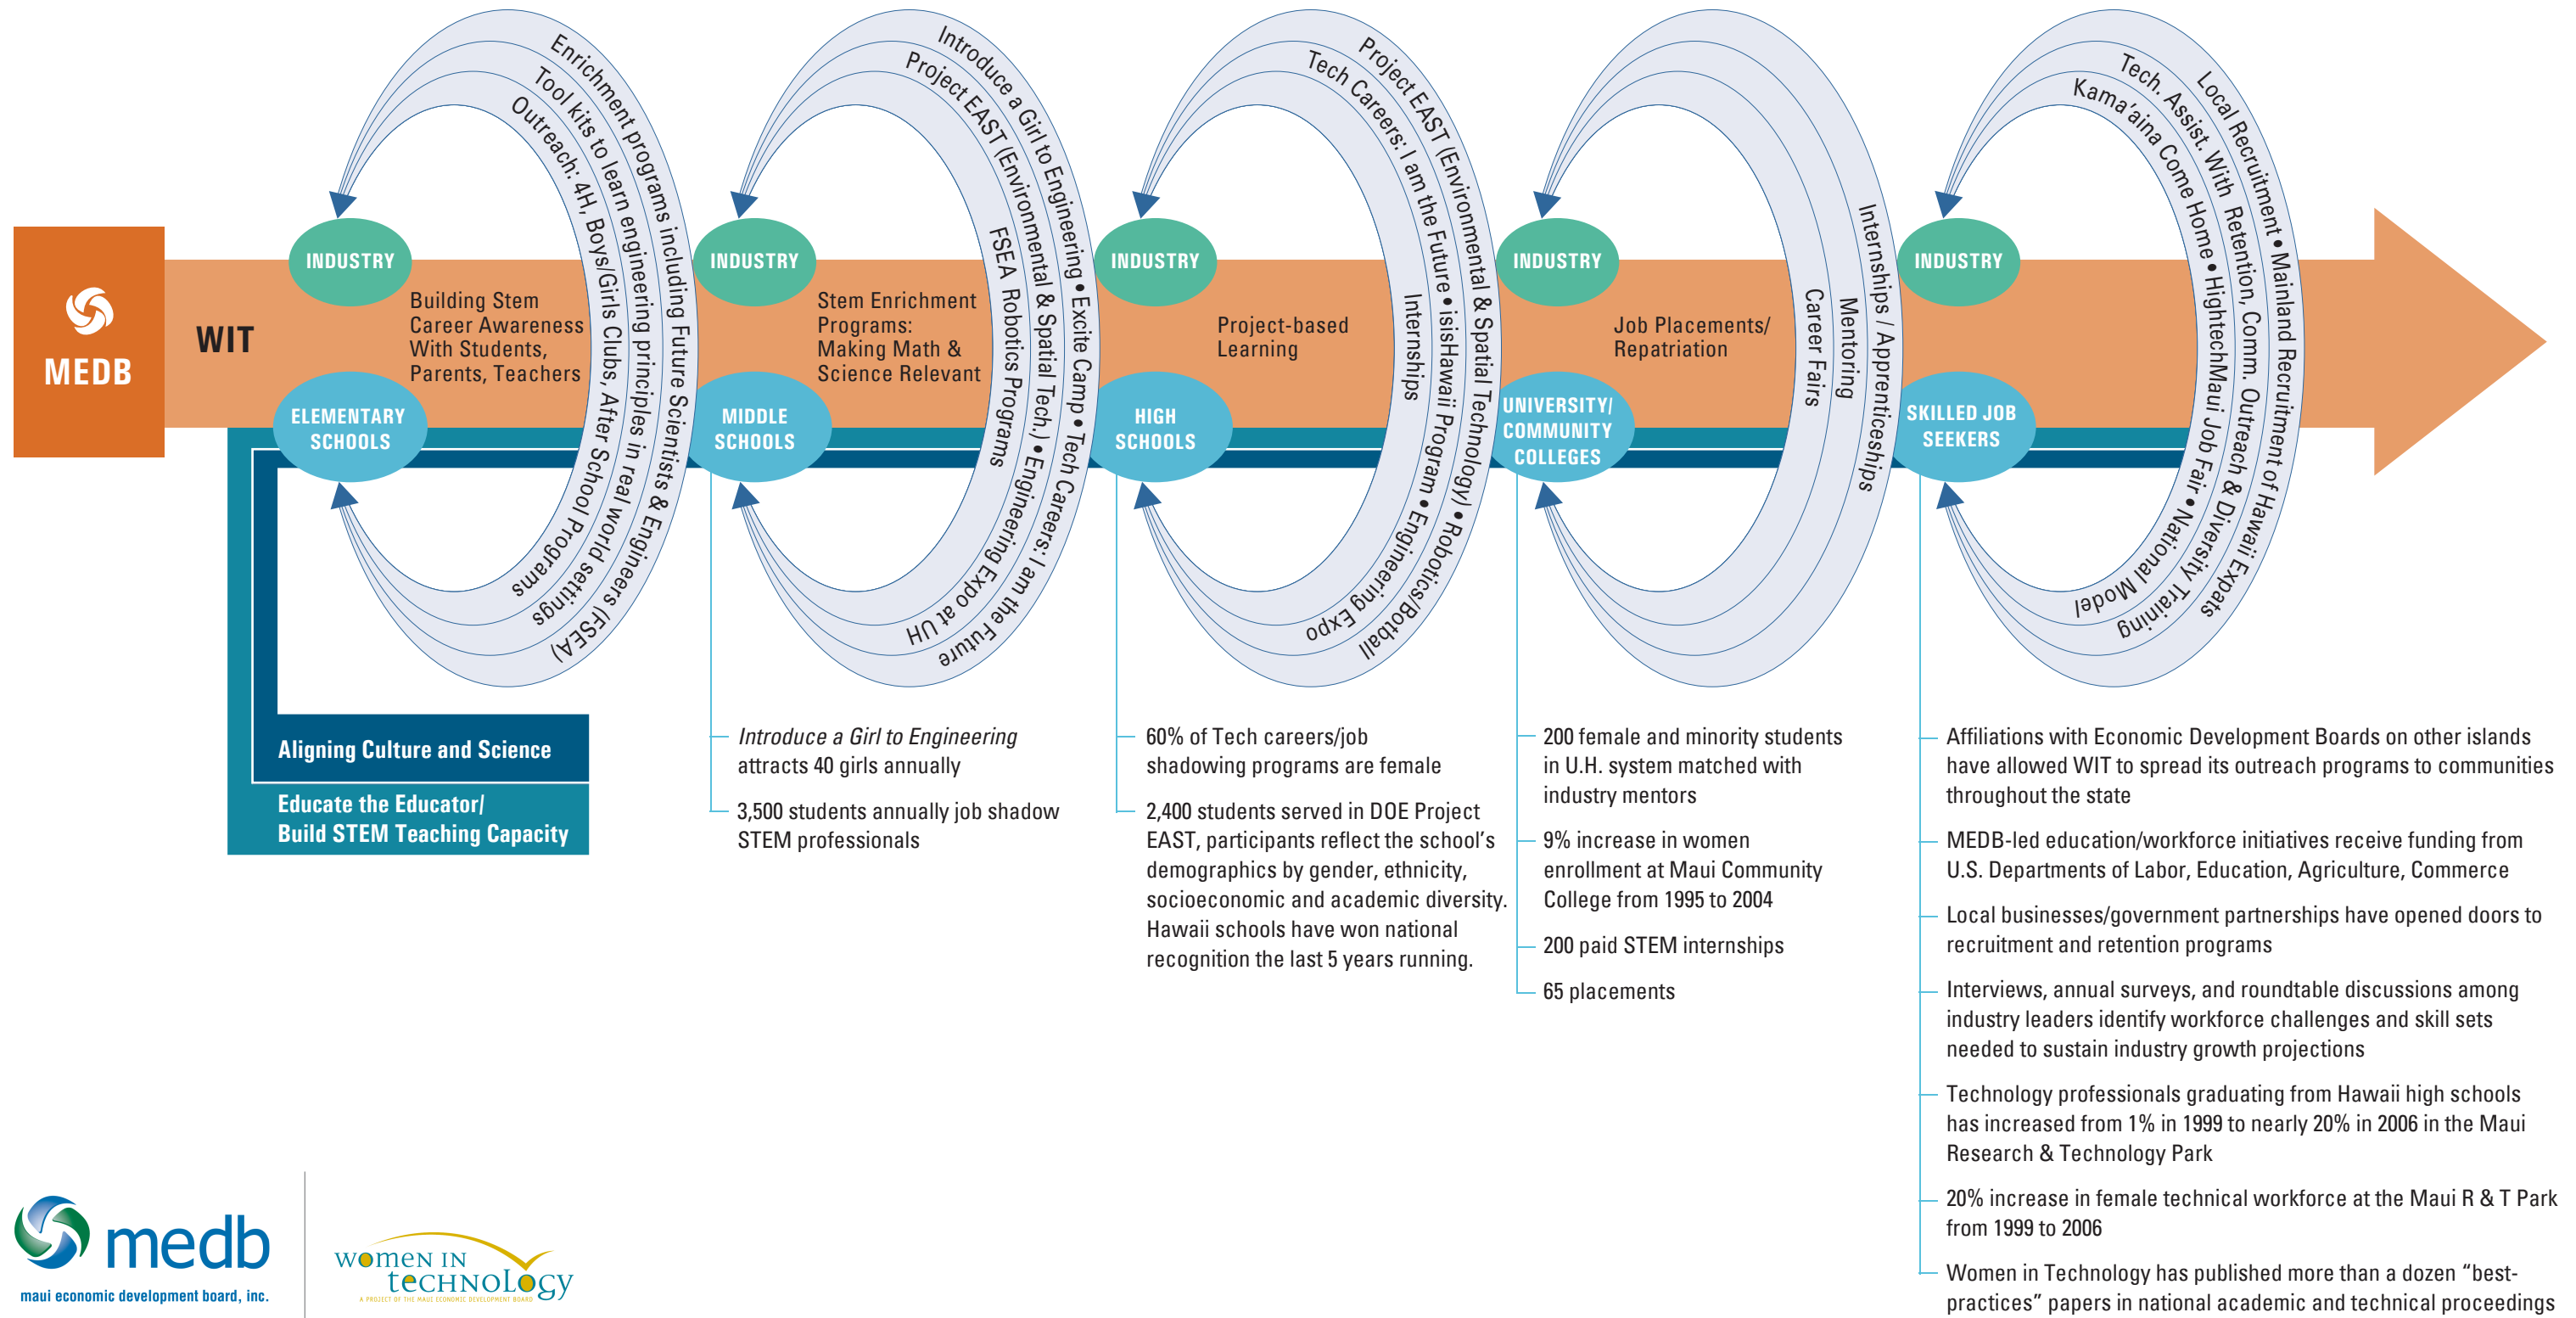 MEDB
WIT
INDUSTRY
Building Stem
Career Awareness
With Students,
Parents, Teachers
ELEMENTARY
SCHOOLS
Enrichment programs including Future Scientists & Engineers (FSEA)
Tool kits to learn engineering principles in real world settings
Outreach: 4H, Boys/Girls Clubs, After School Programs
INDUSTRY
Stem Enrichment
Programs:
Making Math &
Science Relevant
MIDDLE
SCHOOLS
Introduce a Girl to Engineering • Excite Camp • Tech Careers: I am the Future
Project EAST (Environmental & Spatial Tech.) • Engineering Expo at UH
FSEA Robotics Programs
INDUSTRY
Project-based
Learning
HIGH
SCHOOLS
Project EAST (Environmental & Spatial Technology) • Robotics/Botball
Tech Careers: I am the Future • isisHawaii Program • Engineering Expo
Internships
INDUSTRY
Job Placements/
Repatriation
UNIVERSITY/
COMMUNITY
COLLEGES
Internships / Apprenticeships
Mentoring
Career Fairs
INDUSTRY
SKILLED JOB
SEEKERS
Local Recruitment • Mainland Recruitment of Hawaii Expats
Tech. Assist. With Retention, Comm. Outreach & Diversity Training
Kama'aina Come Home • HightechMaui Job Fair • National Model
Aligning Culture and Science
Educate the Educator/
Build STEM Teaching Capacity
Introduce a Girl to Engineering
attracts 40 girls annually
3,500 students annually job shadow
STEM professionals
60% of Tech careers/job
shadowing programs are female
2,400 students served in DOE Project
EAST, participants reflect the school's
demographics by gender, ethnicity,
socioeconomic and academic diversity.
Hawaii schools have won national
recognition the last 5 years running.
200 female and minority students
in U.H. system matched with
industry mentors
9% increase in women
enrollment at Maui Community
College from 1995 to 2004
200 paid STEM internships
65 placements
Affiliations with Economic Development Boards on other islands
have allowed WIT to spread its outreach programs to communities
throughout the state
MEDB-led education/workforce initiatives receive funding from
U.S. Departments of Labor, Education, Agriculture, Commerce
Local businesses/government partnerships have opened doors to
recruitment and retention programs
Interviews, annual surveys, and roundtable discussions among
industry leaders identify workforce challenges and skill sets
needed to sustain industry growth projections
Technology professionals graduating from Hawaii high schools
has increased from 1% in 1999 to nearly 20% in 2006 in the Maui
Research & Technology Park
20% increase in female technical workforce at the Maui R & T Park
from 1999 to 2006
Women in Technology has published more than a dozen “best-
practices” papers in national academic and technical proceedings
medb
maui economic development board, inc.
women in
technology
A PROJECT OF THE MAUI ECONOMIC DEVELOPMENT BOARD